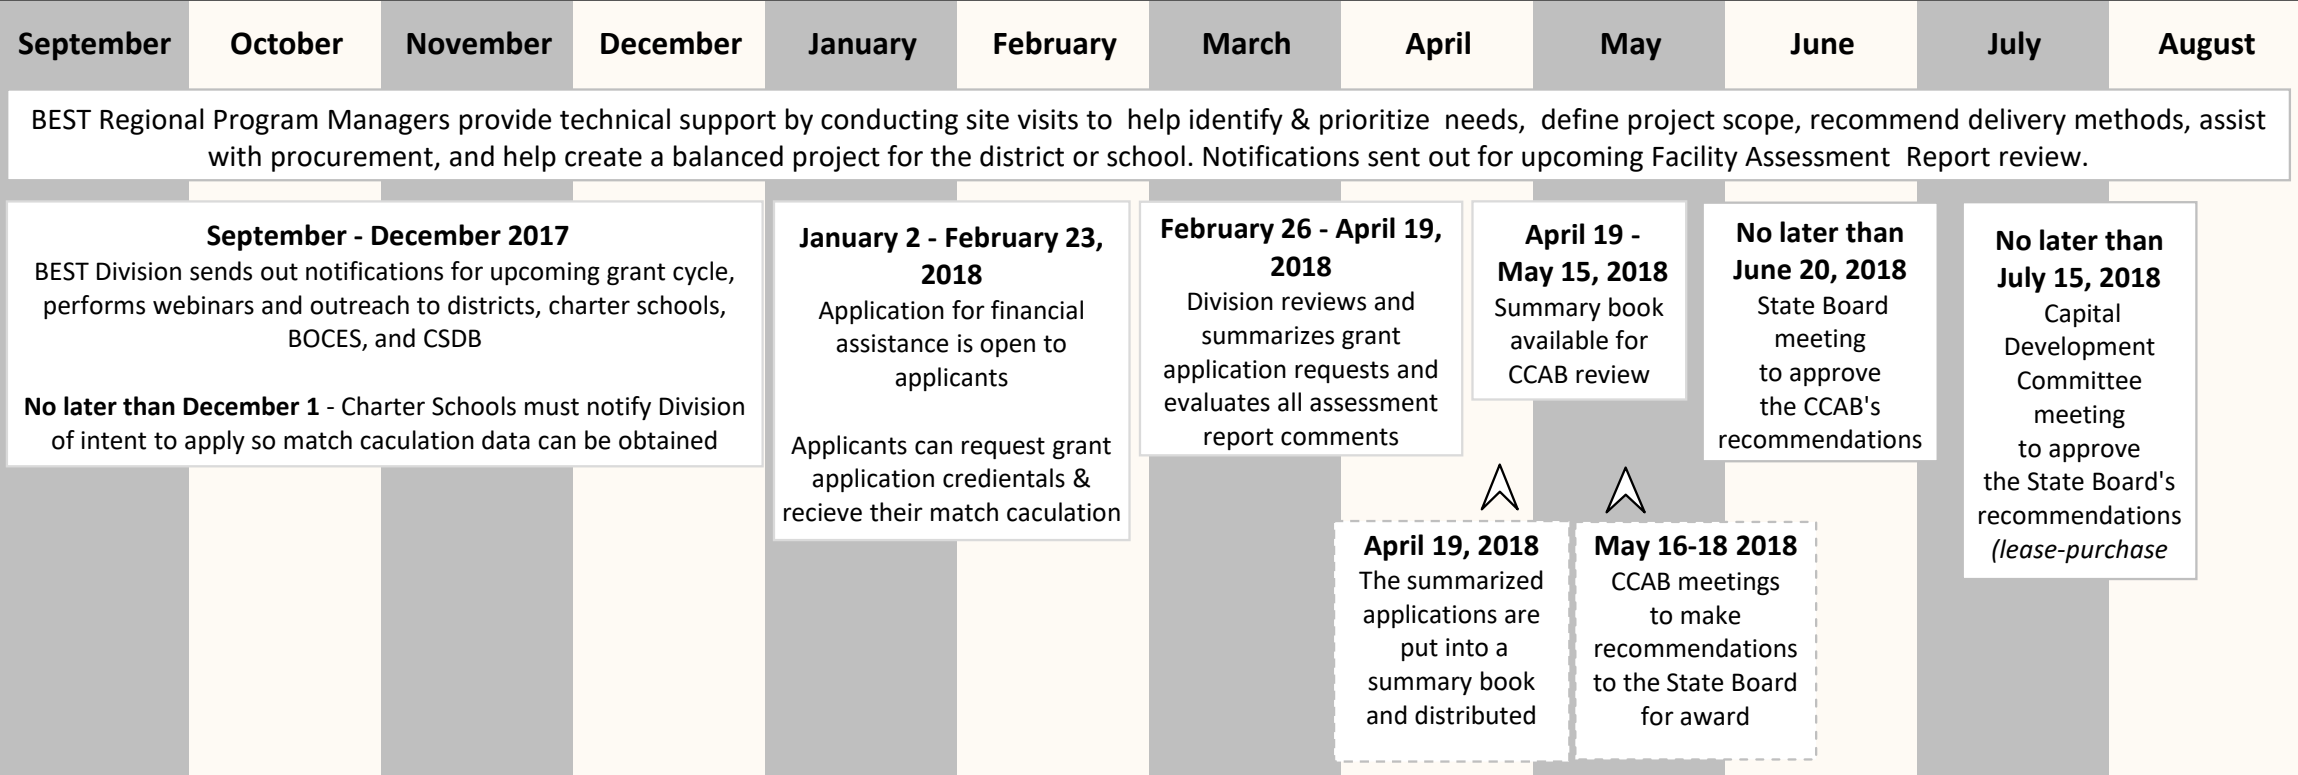 September October November December January February March April May June July August
BEST Regional Program Managers provide technical support by conducting site visits to help identify & prioritize needs, define project scope, recommend delivery methods, assist
with procurement, and help create a balanced project for the district or school. Notifications sent out for upcoming Facility Assessment Report review.
September - December 2017
BEST Division sends out notifications for upcoming grant cycle,
performs webinars and outreach to districts, charter schools,
BOCES, and CSDB
No later than December 1 - Charter Schools must notify Division
of intent to apply so match caculation data can be obtained
January 2 - February 23,
2018
Application for financial
assistance is open to
applicants
Applicants can request grant
application credientals &
recieve their match caculation
February 26 - April 19,
2018
Division reviews and
summarizes grant
application requests and
evaluates all assessment
report comments
April 19 -
May 15, 2018
Summary book
available for
CCAB review
No later than
June 20, 2018
State Board
meeting
to approve
the CCAB's
recommendations
No later than
July 15, 2018
Capital
Development
Committee
meeting
to approve
the State Board's
recommendations
(lease-purchase
April 19, 2018
The summarized
applications are
put into a
summary book
and distributed
May 16-18 2018
CCAB meetings
to make
recommendations
to the State Board
for award